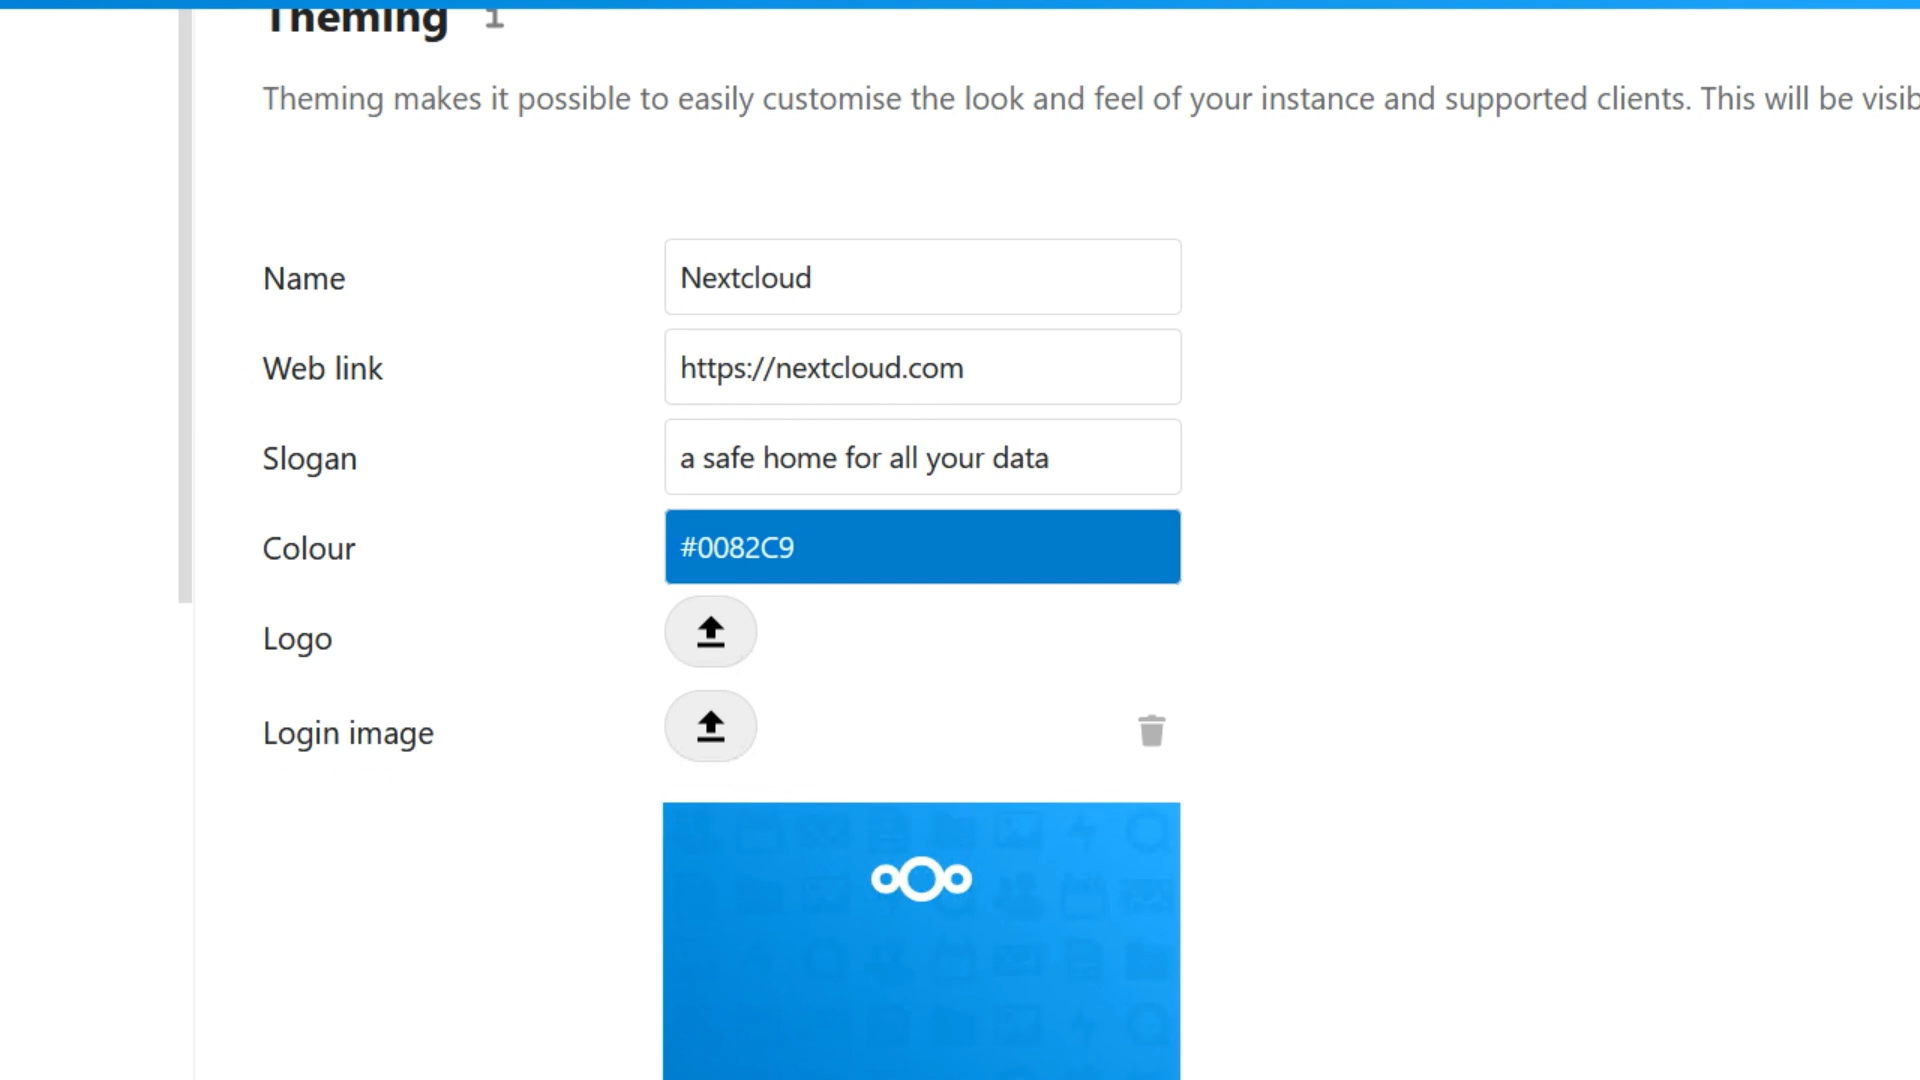 Theming
Theming makes it possible to easily customise the look and feel of your instance and supported clients. This will be
Name
Nextcloud
Web link
https://nextcloud.com
Slogan
a safe home for all your data
Colour
#0082C9
Logo
Login image